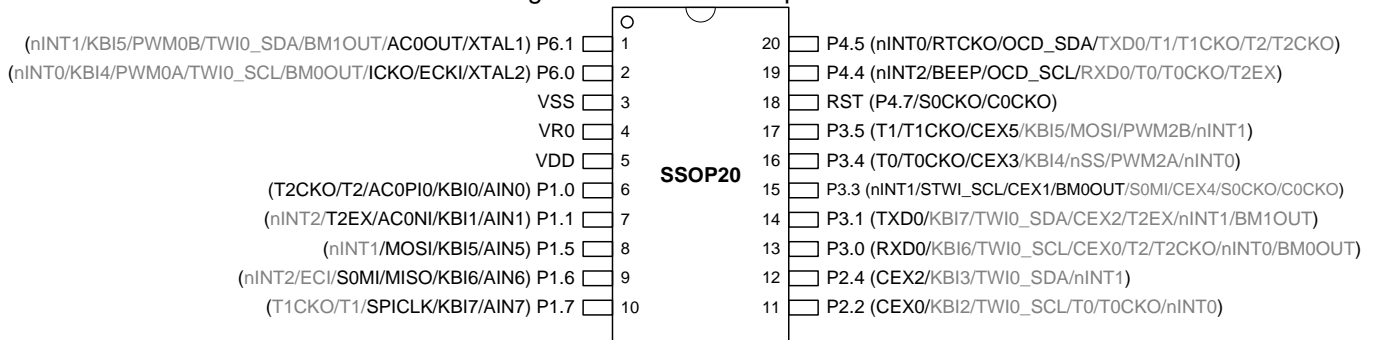 (nINT1/KBI5/PWM0B/TWI0_SDA/BM1OUT/AC0OUT/XTAL1) P6.1 1 20 P4.5 (nINT0/RTCKO/OCD_SDA/TXD0/T1/T1CKO/T2/T2CKO)
(nINT0/KBI4/PWM0A/TWI0_SCL/BM0OUT/ICKO/ECKI/XTAL2) P6.0 2 19 P4.4 (nINT2/BEEP/OCD_SCL/RXD0/T0/T0CKO/T2EX)
VSS 3 18 RST (P4.7/S0CKO/C0CKO)
VR0 4 17 P3.5 (T1/T1CKO/CEX5/KBI5/MOSI/PWM2B/nINT1)
VDD 5 16 P3.4 (T0/T0CKO/CEX3/KBI4/nSS/PWM2A/nINT0)
SSOP20
(T2CKO/T2/AC0PI0/KBI0/AIN0) P1.0 6 15 P3.3 (nINT1/STWI_SCL/CEX1/BM0OUT/S0MI/CEX4/S0CKO/C0CKO)
(nINT2/T2EX/AC0NI/KBI1/AIN1) P1.1 7 14 P3.1 (TXD0/KBI7/TWI0_SDA/CEX2/T2EX/nINT1/BM1OUT)
(nINT1/MOSI/KBI5/AIN5) P1.5 8 13 P3.0 (RXD0/KBI6/TWI0_SCL/CEX0/T2/T2CKO/nINT0/BM0OUT)
(nINT2/ECI/S0MI/MISO/KBI6/AIN6) P1.6 9 12 P2.4 (CEX2/KBI3/TWI0_SDA/nINT1)
(T1CKO/T1/SPICLK/KBI7/AIN7) P1.7 10 11 P2.2 (CEX0/KBI2/TWI0_SCL/T0/T0CKO/nINT0)